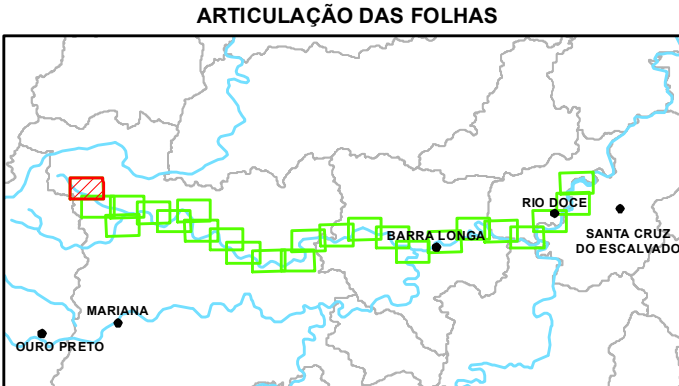 ARTICULAÇÃO DAS FOLHAS
RIO DOCE
SANTA CRUZ
DO ESCALVADO
BARRA LONGA
MARIANA
OURO PRETO